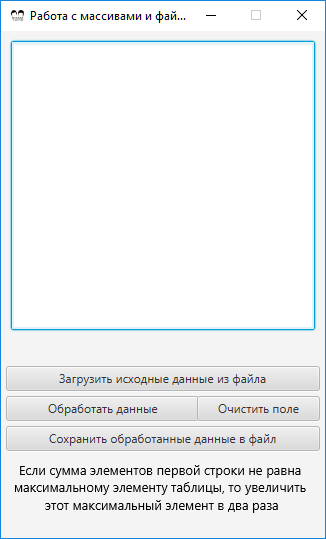 Работа с массивами и фай...
Загрузить исходные данные из файла
Обработать данные
Очистить поле
Сохранить обработанные данные в файл
Если сумма элементов первой строки не равна
максимальному элементу таблицы, то увеличить
этот максимальный элемент в два раза